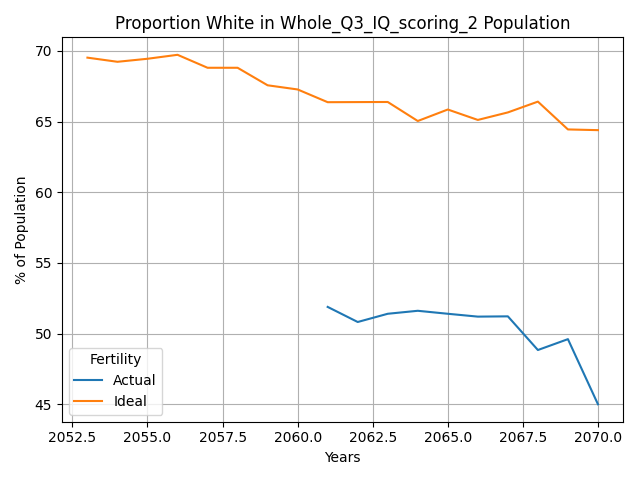 Proportion White in Whole_Q3_IQ_scoring_2 Population
% of Population
70
65
60
55
50
45
Fertility
Actual
Ideal
2052.5 2055.0 2057.5 2060.0 2062.5 2065.0 2067.5 2070.0
Years